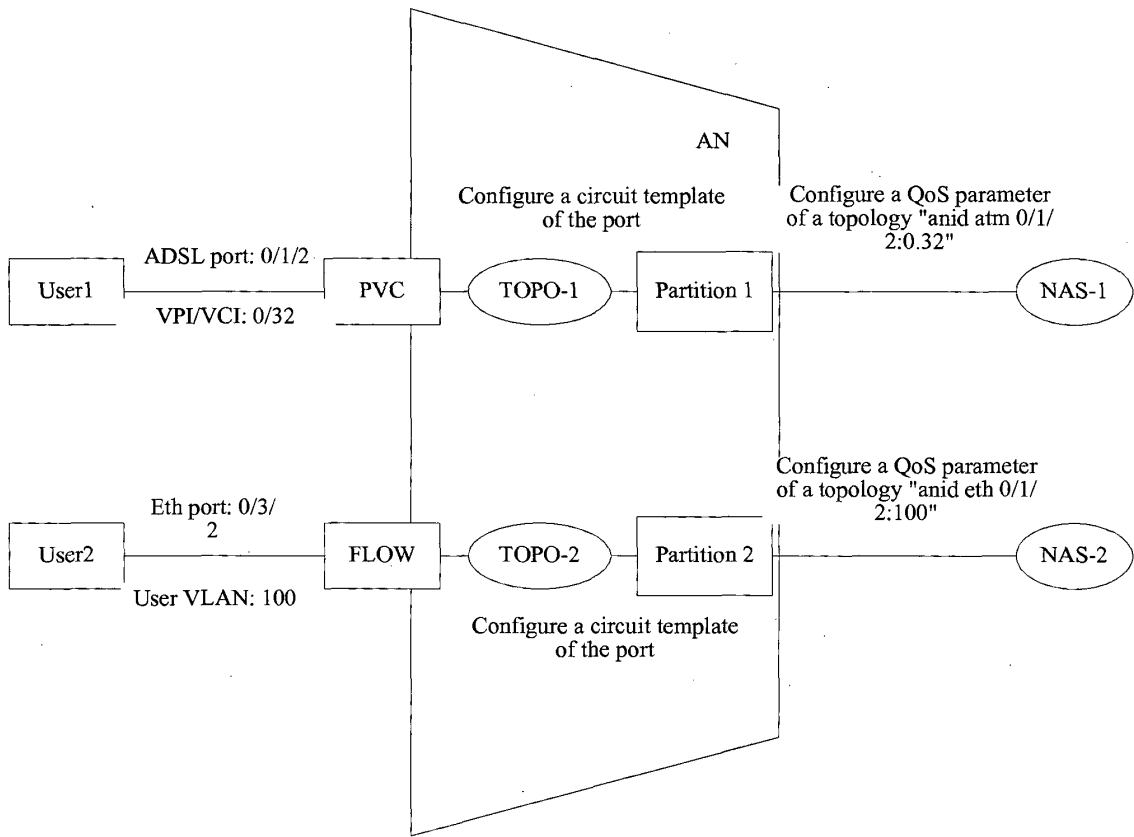 AN
Configure a circuit template
of the port
Configure a QoS parameter
of a topology "anid atm 0/1/
2:0.32"
ADSL port: 0/1/2
User1
PVC
TOPO-1
Partition 1
NAS-1
VPI/VCI: 0/32
Configure a QoS parameter
of a topology "anid eth 0/1/
2:100"
Eth port: 0/3/
2
User2
FLOW
TOPO-2
Partition 2
NAS-2
User VLAN: 100
Configure a circuit template
of the port